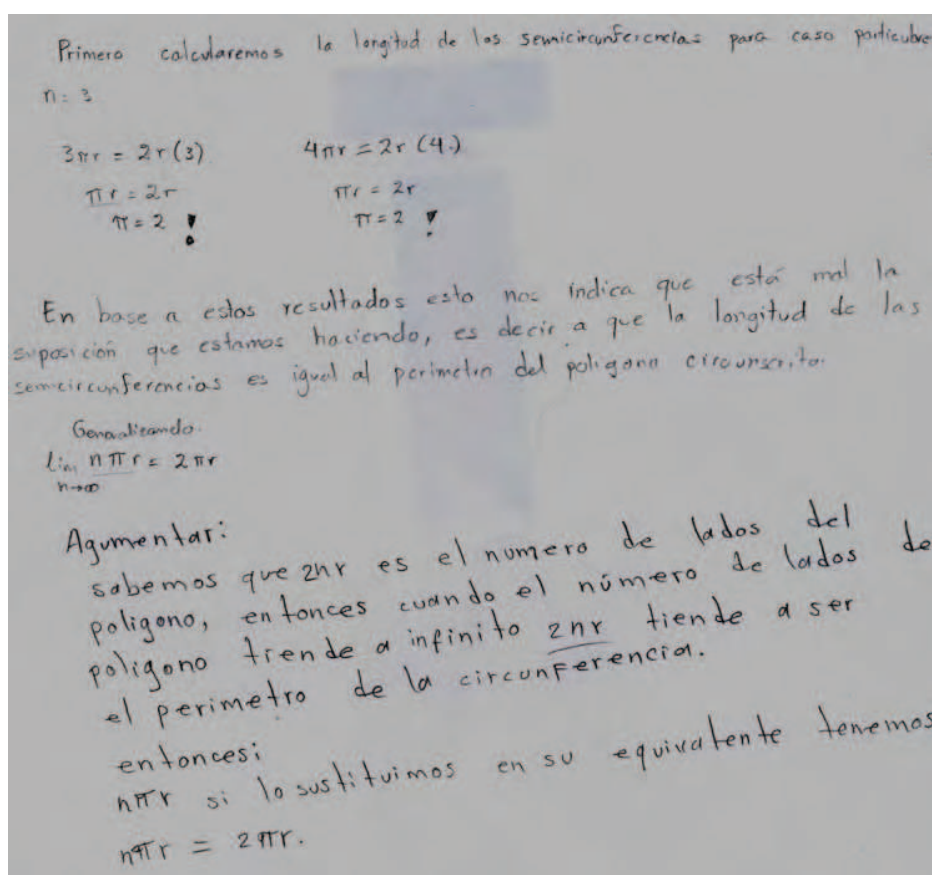 Primero calcularemos la longitud de las semicircunferencias para caso particular
n = 3
3πr = 2r(3) 4πr = 2r(4)
πr = 2r πr = 2r
π = 2 ! π = 2 !
En base a estos resultados esto nos indica que está mal la
suposición que estamos haciendo, es decir a que la longitud de las
semicircunferencias es igual al perimetro del poligono circunscrito.
Generalizando.
lim nπr = 2πr
n→∞
Agumentar:
sabemos que 2nr es el numero de lados del
poligono, entonces cuando el número de lados de
poligono tiende a infinito 2nr tiende a ser
el perimetro de la circunferencia.
entonces:
nπr si lo sustituimos en su equivalente tenemos
nπr = 2πr.